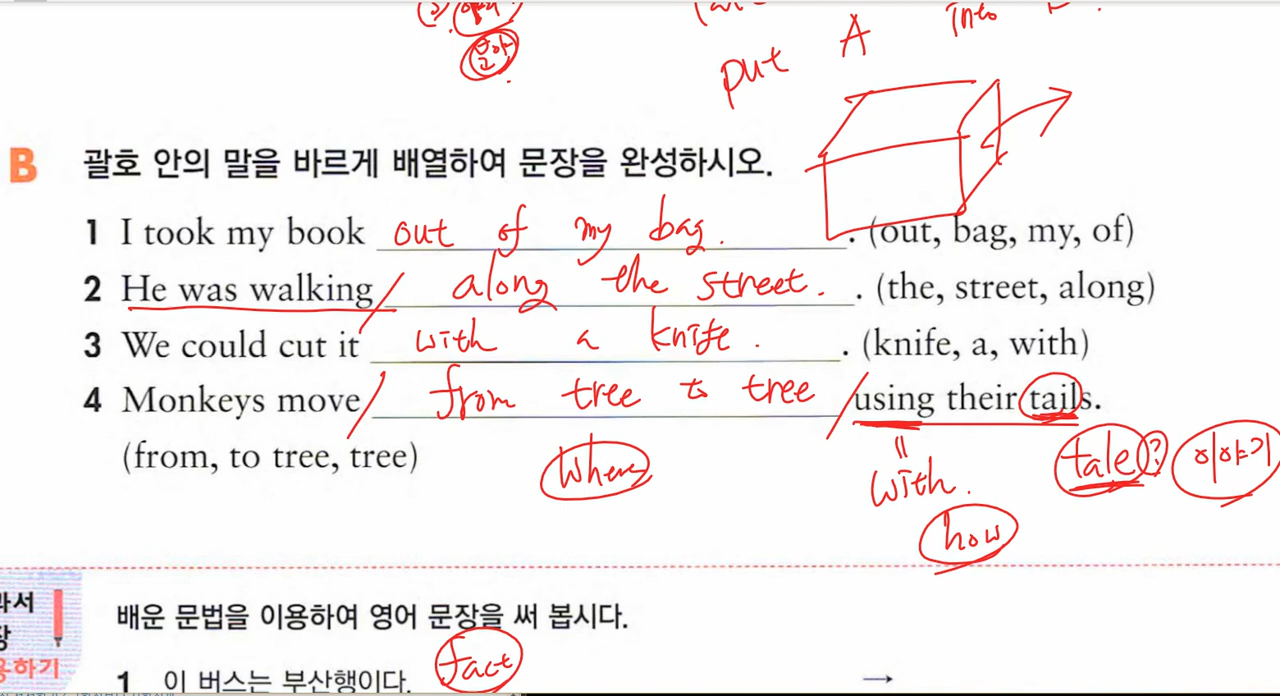 put A into
B 괄호 안의 말을 바르게 배열하여 문장을 완성하시오.
1 I took my book out of my bag. . (out, bag, my, of)
2 He was walking / along the street. . (the, street, along)
3 We could cut it with a knife. . (knife, a, with)
4 Monkeys move / from tree to tree / using their tails.
(from, to tree, tree)
where
=
with.
tale? 이야기
how
배운 문법을 이용하여 영어 문장을 써 봅시다.
fact
1 이 버스는 부산행이다. →